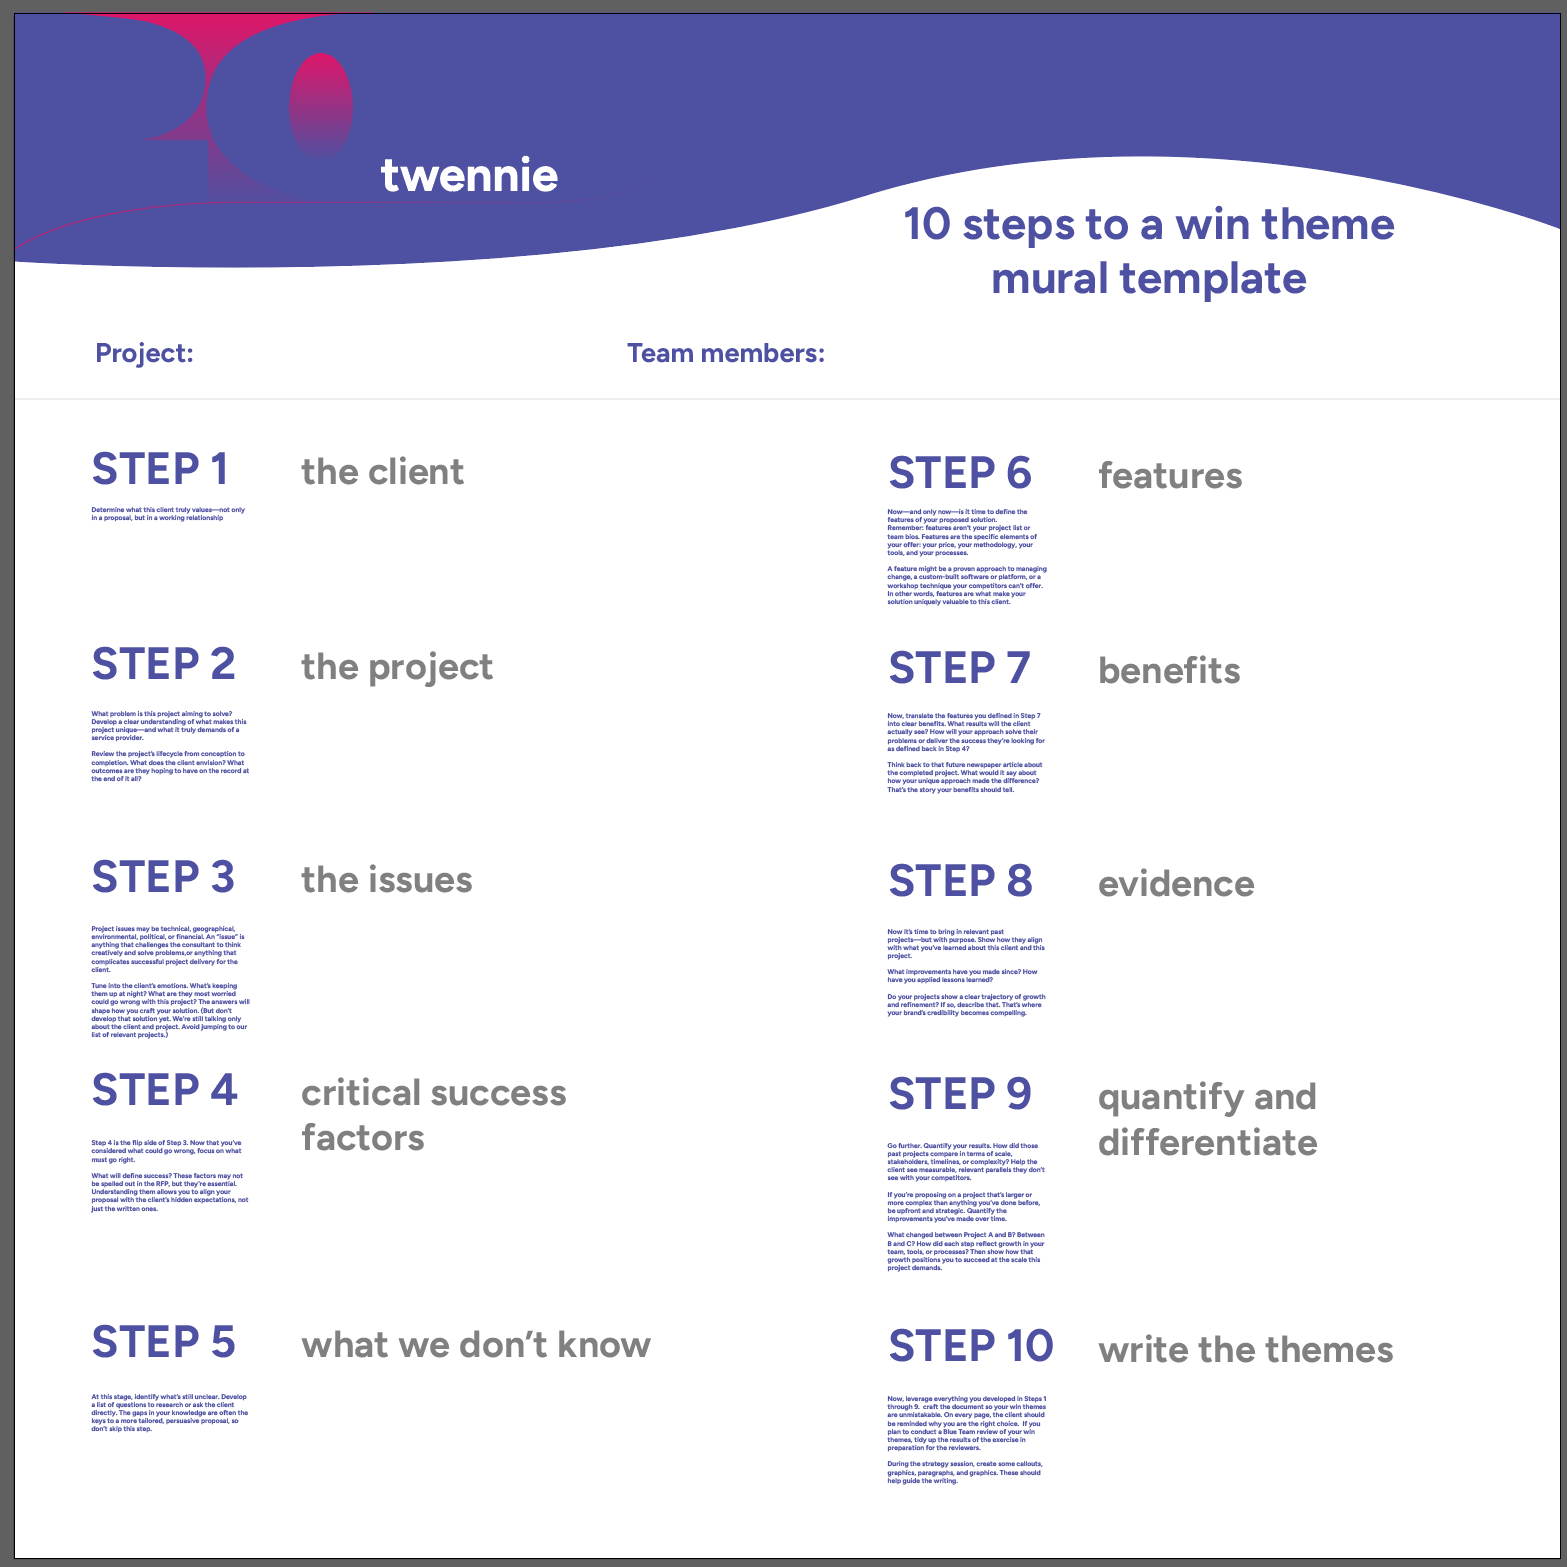 20
twennie
10 steps to a win theme
mural template
Project:
Team members:
STEP 1
the client
Determine what this client truly values—not only
in a proposal, but in a working relationship
STEP 2
the project
What problem is this project aiming to solve?
Develop a clear understanding of what makes this
project unique—and what it truly demands of a
service provider.
Review the project's lifecycle from conception to
completion. What does the client envision? What
outcomes are they hoping to have on the record at
the end of it all?
STEP 3
the issues
Project issues may be technical, geographical,
environmental, political, or financial. An "issue" is
anything that challenges the consultant to think
creatively and solve problems,or anything that
complicates successful project delivery for the
client.
Tune into the client's emotions. What's keeping
them up at night? What are they most worried
could go wrong with this project? The answers will
shape how you craft your solution. (But don't
develop that solution yet. We're still talking only
about the client and project. Avoid jumping to our
list of relevant projects.)
STEP 4
critical success
factors
Step 4 is the flip side of Step 3. Now that you've
considered what could go wrong, focus on what
must go right.
What will define success? These factors may not
be spelled out in the RFP, but they're essential.
Understanding them allows you to align your
proposal with the client's hidden expectations, not
just the written ones.
STEP 5
what we don't know
At this stage, identify what's still unclear. Develop
a list of questions to research or ask the client
directly. The gaps in your knowledge are often the
keys to a more tailored, persuasive proposal, so
don't skip this step.
STEP 6
features
Now—and only now—is it time to define the
features of your proposed solution.
Remember: features aren't your project list or
team bios. Features are the specific elements of
your offer: your price, your methodology, your
tools, and your processes.
A feature might be a proven approach to managing
change, a custom-built software or platform, or a
workshop technique your competitors can't offer.
In other words, features are what make your
solution uniquely valuable to this client.
STEP 7
benefits
Now, translate the features you defined in Step 7
into clear benefits. What results will the client
actually see? How will your approach solve their
problems or deliver the success they're looking for
as defined back in Step 4?
Think back to that future newspaper article about
the completed project. What would it say about
how your unique approach made the difference?
That's the story your benefits should tell.
STEP 8
evidence
Now it's time to bring in relevant past
projects—but with purpose. Show how they align
with what you've learned about this client and this
project.
What improvements have you made since? How
have you applied lessons learned?
Do your projects show a clear trajectory of growth
and refinement? If so, describe that. That's where
your brand's credibility becomes compelling.
STEP 9
quantify and
differentiate
Go further. Quantify your results. How did those
past projects compare in terms of scale,
stakeholders, timelines, or complexity? Help the
client see measurable, relevant parallels they don't
see with your competitors.
If you're proposing on a project that's larger or
more complex than anything you've done before,
be upfront and strategic. Quantify the
improvements you've made over time.
What changed between Project A and B? Between
B and C? How did each step reflect growth in your
team, tools, or processes? Then show how that
growth positions you to succeed at the scale this
project demands.
STEP 10
write the themes
Now, leverage everything you developed in Steps 1
through 9.  craft the document so your win themes
are unmistakable. On every page, the client should
be reminded why you are the right choice.  If you
plan to conduct a Blue Team review of your win
themes, tidy up the results of the exercise in
preparation for the reviewers.
During the strategy session, create some callouts,
graphics, paragraphs, and graphics. These should
help guide the writing.